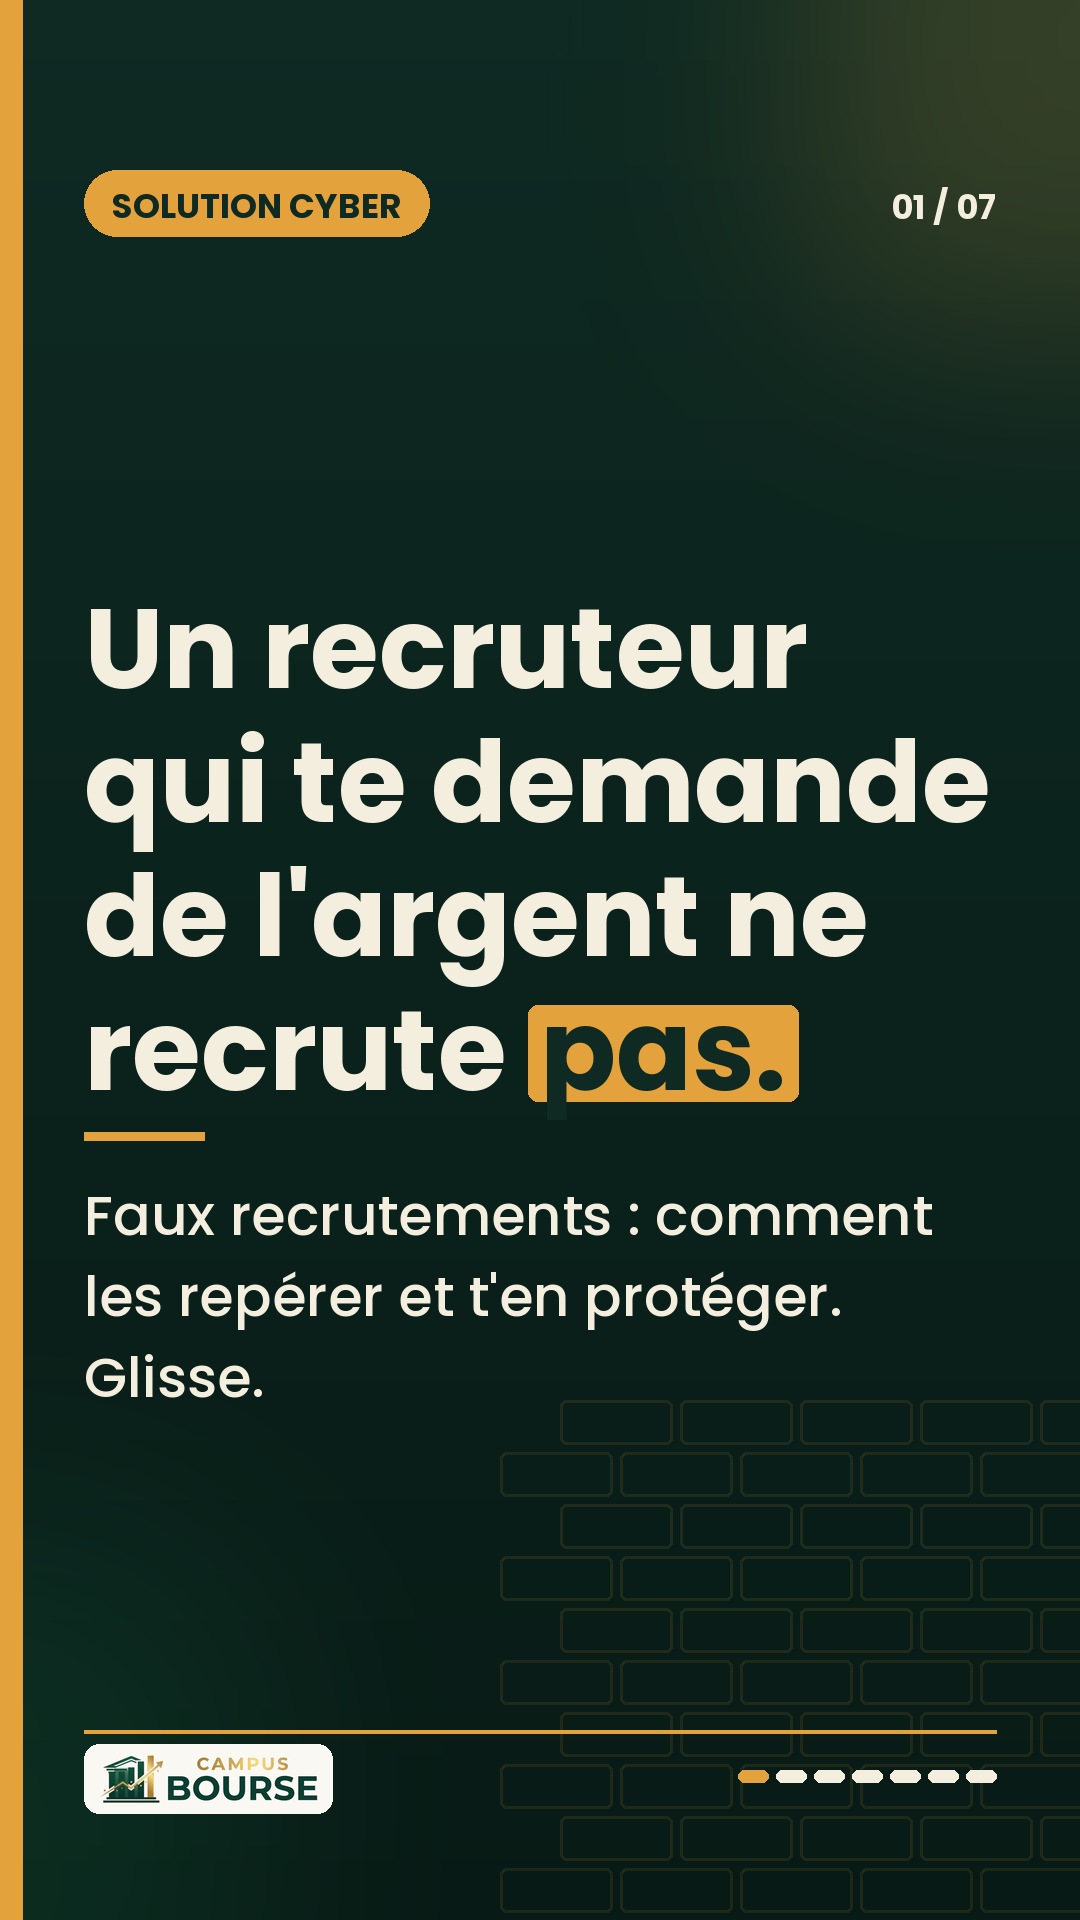 SOLUTION CYBER
01 / 07
Un recruteur
qui te demande
de l'argent ne
recrute pas.
Faux recrutements : comment
les repérer et t'en protéger.
Glisse.
CAMPUS
BOURSE